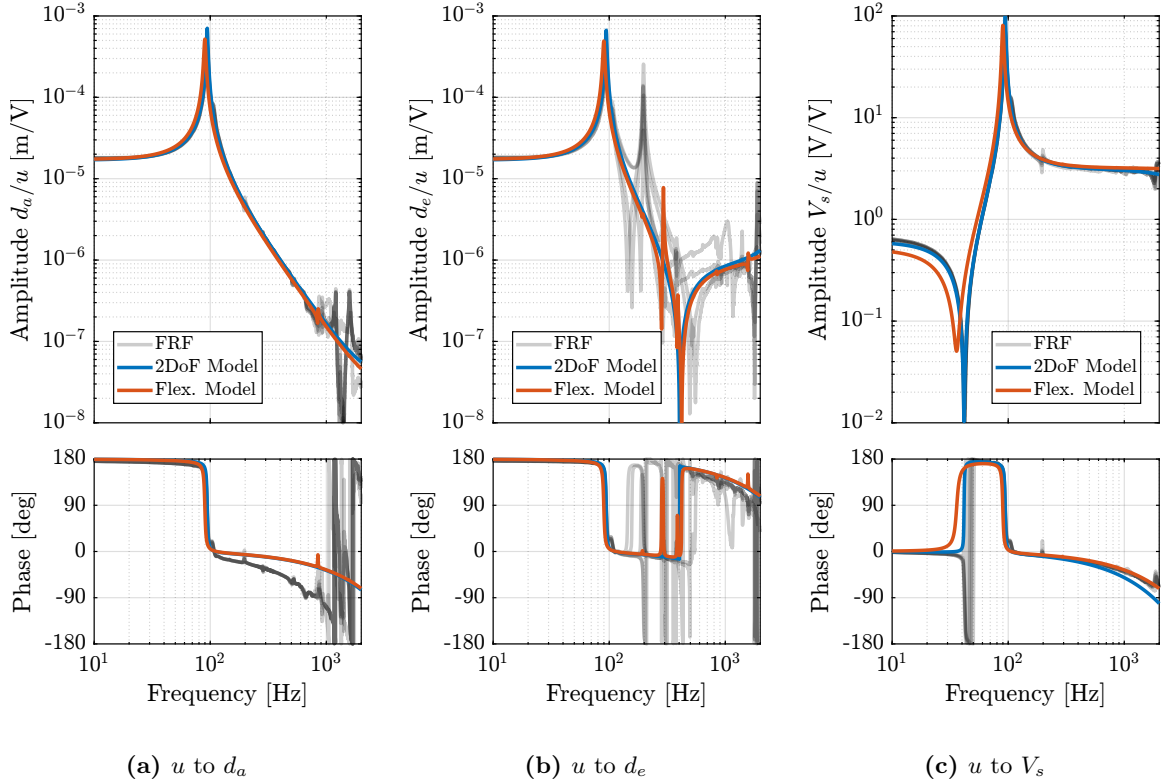 10^{-3}
10^{-4}
10^{-5}
10^{-6}
10^{-7}
10^{-8}
Amplitude d_a/u [m/V]
FRF
2DoF Model
Flex. Model
180
90
0
-90
-180
Phase [deg]
10^1
10^2
10^3
Frequency [Hz]
(a) u to d_a
10^{-3}
10^{-4}
10^{-5}
10^{-6}
10^{-7}
10^{-8}
Amplitude d_e/u [m/V]
FRF
2DoF Model
Flex. Model
180
90
0
-90
-180
Phase [deg]
10^1
10^2
10^3
Frequency [Hz]
(b) u to d_e
10^2
10^1
10^0
10^{-1}
10^{-2}
Amplitude V_s/u [V/V]
FRF
2DoF Model
Flex. Model
180
90
0
-90
-180
Phase [deg]
10^1
10^2
10^3
Frequency [Hz]
(c) u to V_s